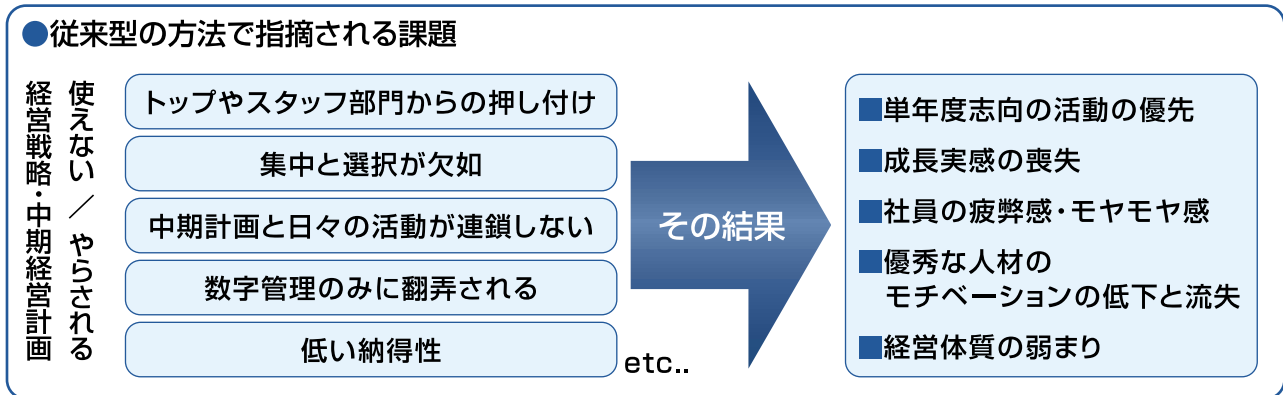 ●従来型の方法で指摘される課題
使えない／やらされる
経営戦略・中期経営計画
トップやスタッフ部門からの押し付け
集中と選択が欠如
中期計画と日々の活動が連鎖しない
数字管理のみに翻弄される
低い納得性
etc..
その結果
■単年度志向の活動の優先
■成長実感の喪失
■社員の疲弊感・モヤモヤ感
■優秀な人材の
モチベーションの低下と流失
■経営体質の弱まり